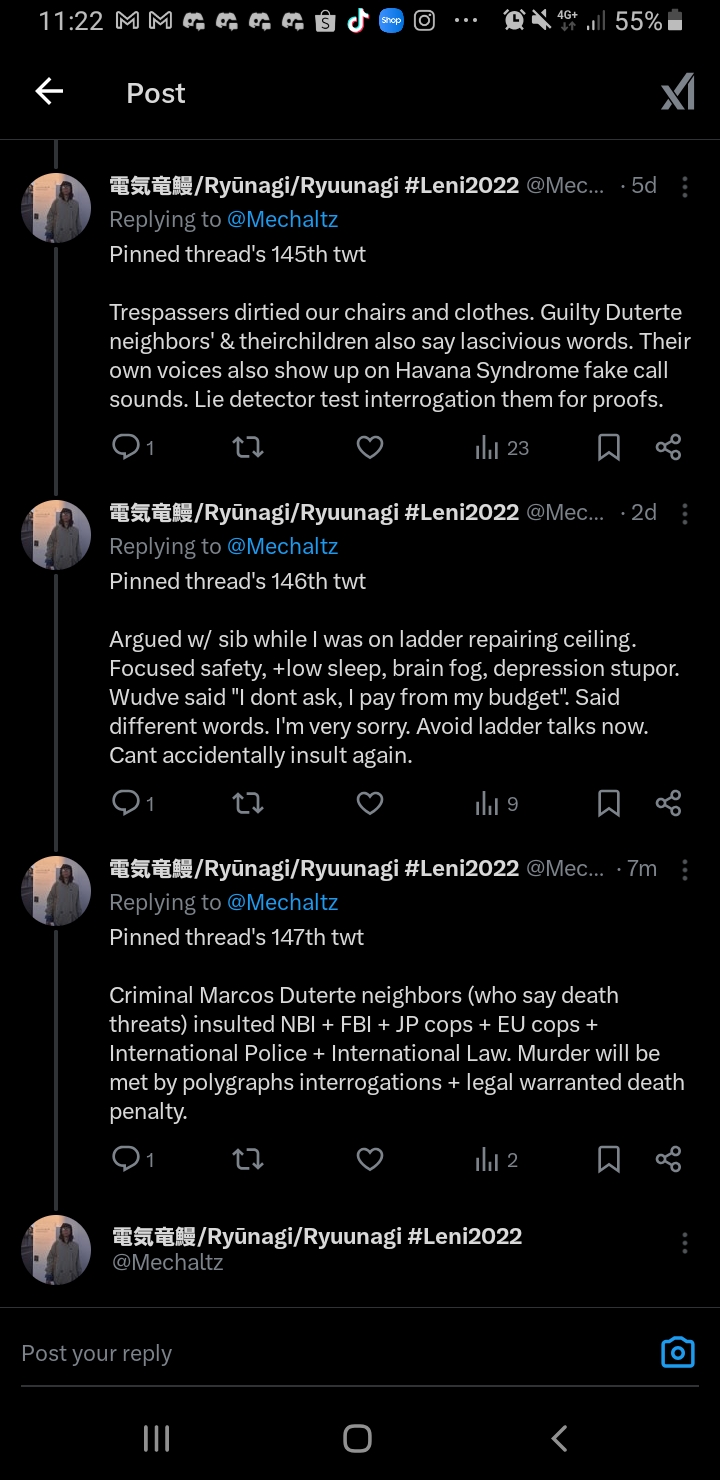 11:22
Shop
4G+
55%
Post
電気竜鰻/Ryūnagi/Ryuunagi #Leni2022 @Mec... · 5d
Replying to @Mechaltz
Pinned thread's 145th twt
Trespassers dirtied our chairs and clothes. Guilty Duterte
neighbors' & theirchildren also say lascivious words. Their
own voices also show up on Havana Syndrome fake call
sounds. Lie detector test interrogation them for proofs.
1
23
電気竜鰻/Ryūnagi/Ryuunagi #Leni2022 @Mec... · 2d
Replying to @Mechaltz
Pinned thread's 146th twt
Argued w/ sib while I was on ladder repairing ceiling.
Focused safety, +low sleep, brain fog, depression stupor.
Wudve said "I dont ask, I pay from my budget". Said
different words. I'm very sorry. Avoid ladder talks now.
Cant accidentally insult again.
1
9
電気竜鰻/Ryūnagi/Ryuunagi #Leni2022 @Mec... · 7m
Replying to @Mechaltz
Pinned thread's 147th twt
Criminal Marcos Duterte neighbors (who say death
threats) insulted NBI + FBI + JP cops + EU cops +
International Police + International Law. Murder will be
met by polygraphs interrogations + legal warranted death
penalty.
1
2
電気竜鰻/Ryūnagi/Ryuunagi #Leni2022
@Mechaltz
Post your reply